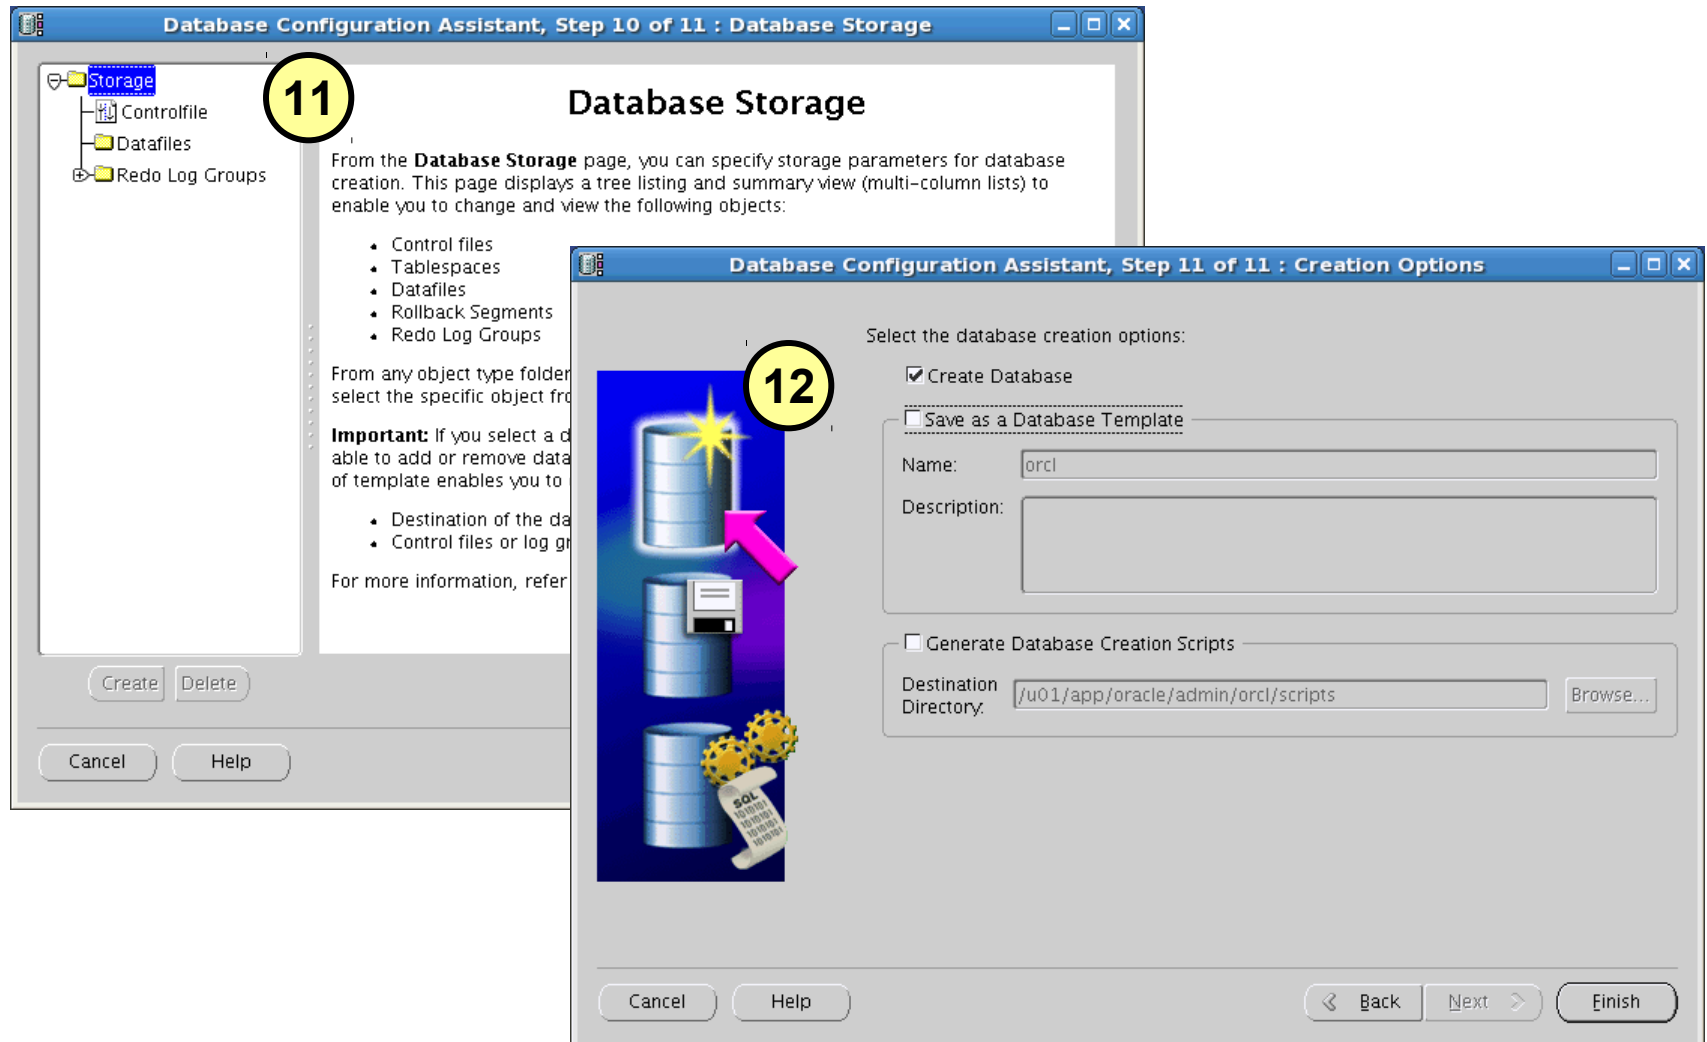 Database Configuration Assistant, Step 10 of 11 : Database Storage
11
Storage
Controlfile
Datafiles
Redo Log Groups
Database Storage
From the Database Storage page, you can specify storage parameters for database
creation. This page displays a tree listing and summary view (multi-column lists) to
enable you to change and view the following objects:
• Control files
• Tablespaces
• Datafiles
• Rollback Segments
• Redo Log Groups
From any object type folder
select the specific object
Important: If you select a
able to add or remove
of template enables you to
• Destination of the
• Control files or log
For more information, refer
Create Delete
Cancel Help
Database Configuration Assistant, Step 11 of 11 : Creation Options
12
Select the database creation options:
Create Database
Save as a Database Template
Name: orcl
Description:
Generate Database Creation Scripts
Destination
Directory: /u01/app/oracle/admin/orcl/scripts Browse...
SQL
1010101
1010101
1010101
1010101
Cancel Help Back Next Finish